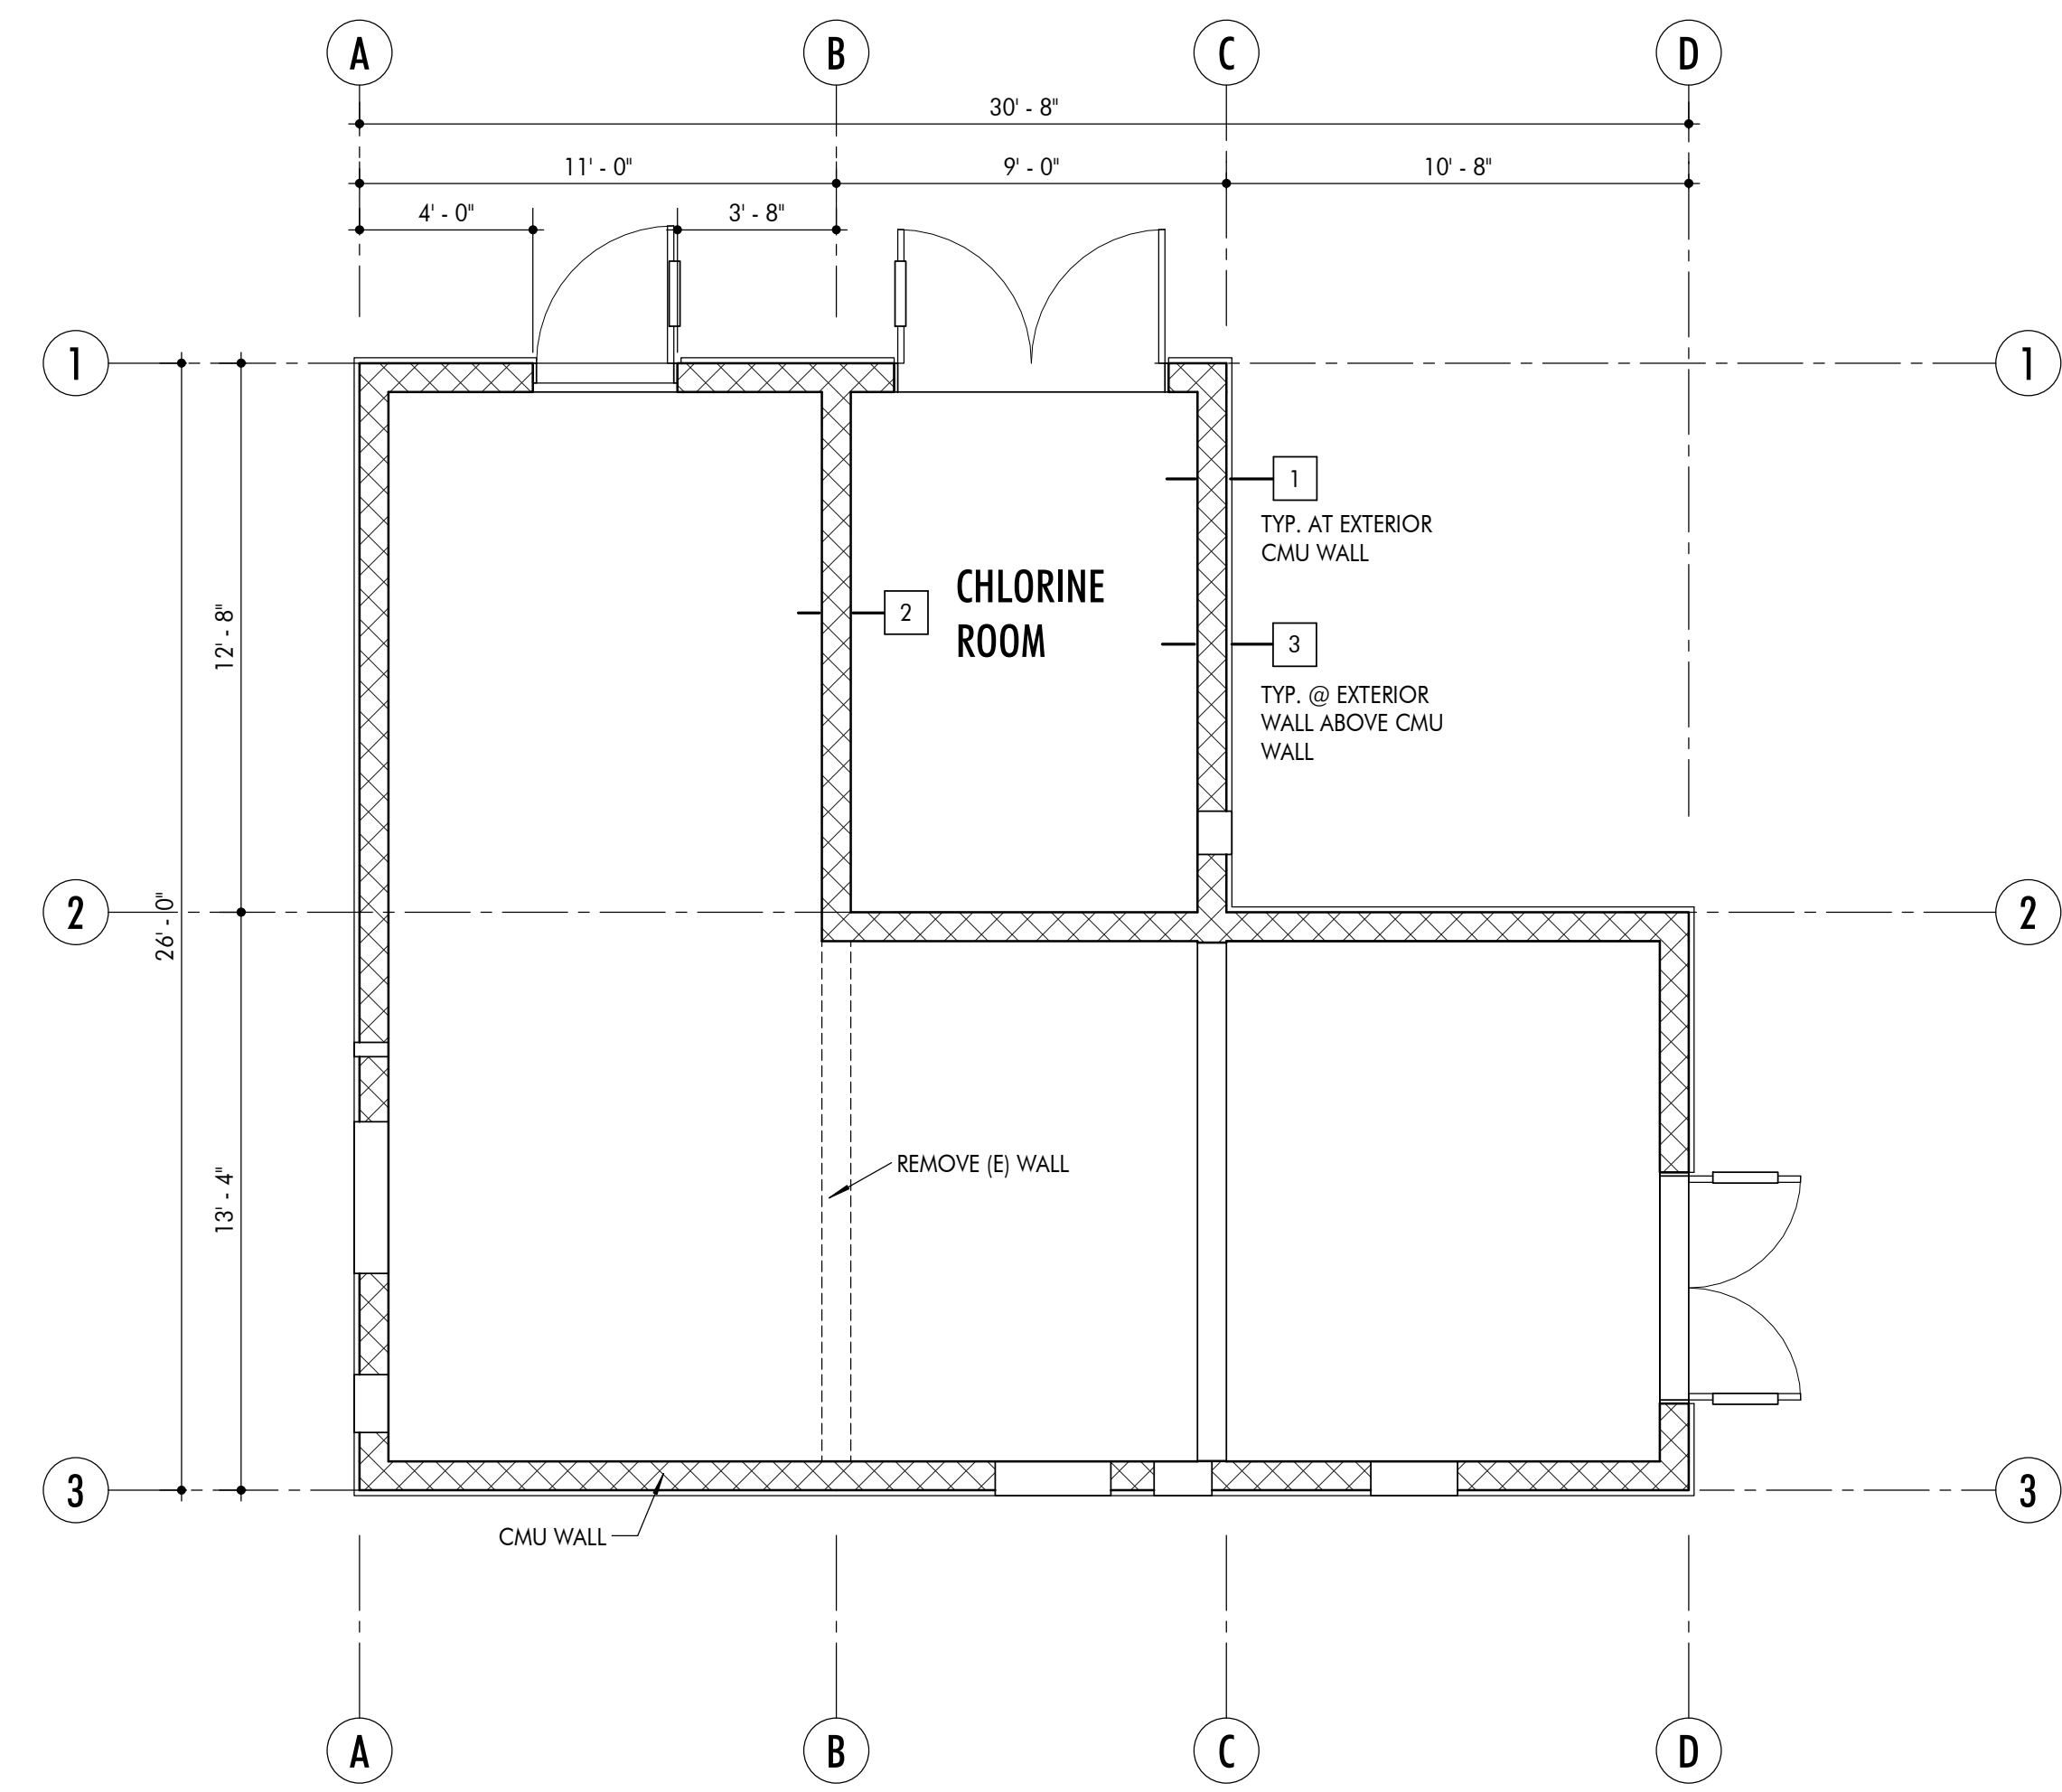 A B C D
30' - 8"
11' - 0" 9' - 0" 10' - 8"
4' - 0" 3' - 8"
1 1
1
TYP. AT EXTERIOR
CMU WALL
CHLORINE
ROOM
2
12' - 8"
3
TYP. @ EXTERIOR
WALL ABOVE CMU
WALL
2 2
26' - 0"
13' - 4"
REMOVE (E) WALL
3 3
CMU WALL
A B C D